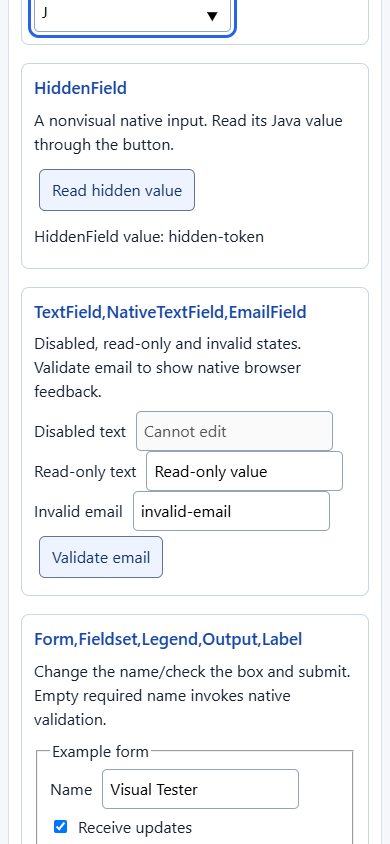 J
HiddenField
A nonvisual native input. Read its Java value
through the button.
Read hidden value
HiddenField value: hidden-token
TextField,NativeTextField,EmailField
Disabled, read-only and invalid states.
Validate email to show native browser
feedback.
Disabled text Cannot edit
Read-only text Read-only value
Invalid email invalid-email
Validate email
Form,Fieldset,Legend,Output,Label
Change the name/check the box and submit.
Empty required name invokes native
validation.
Example form
Name Visual Tester
Receive updates